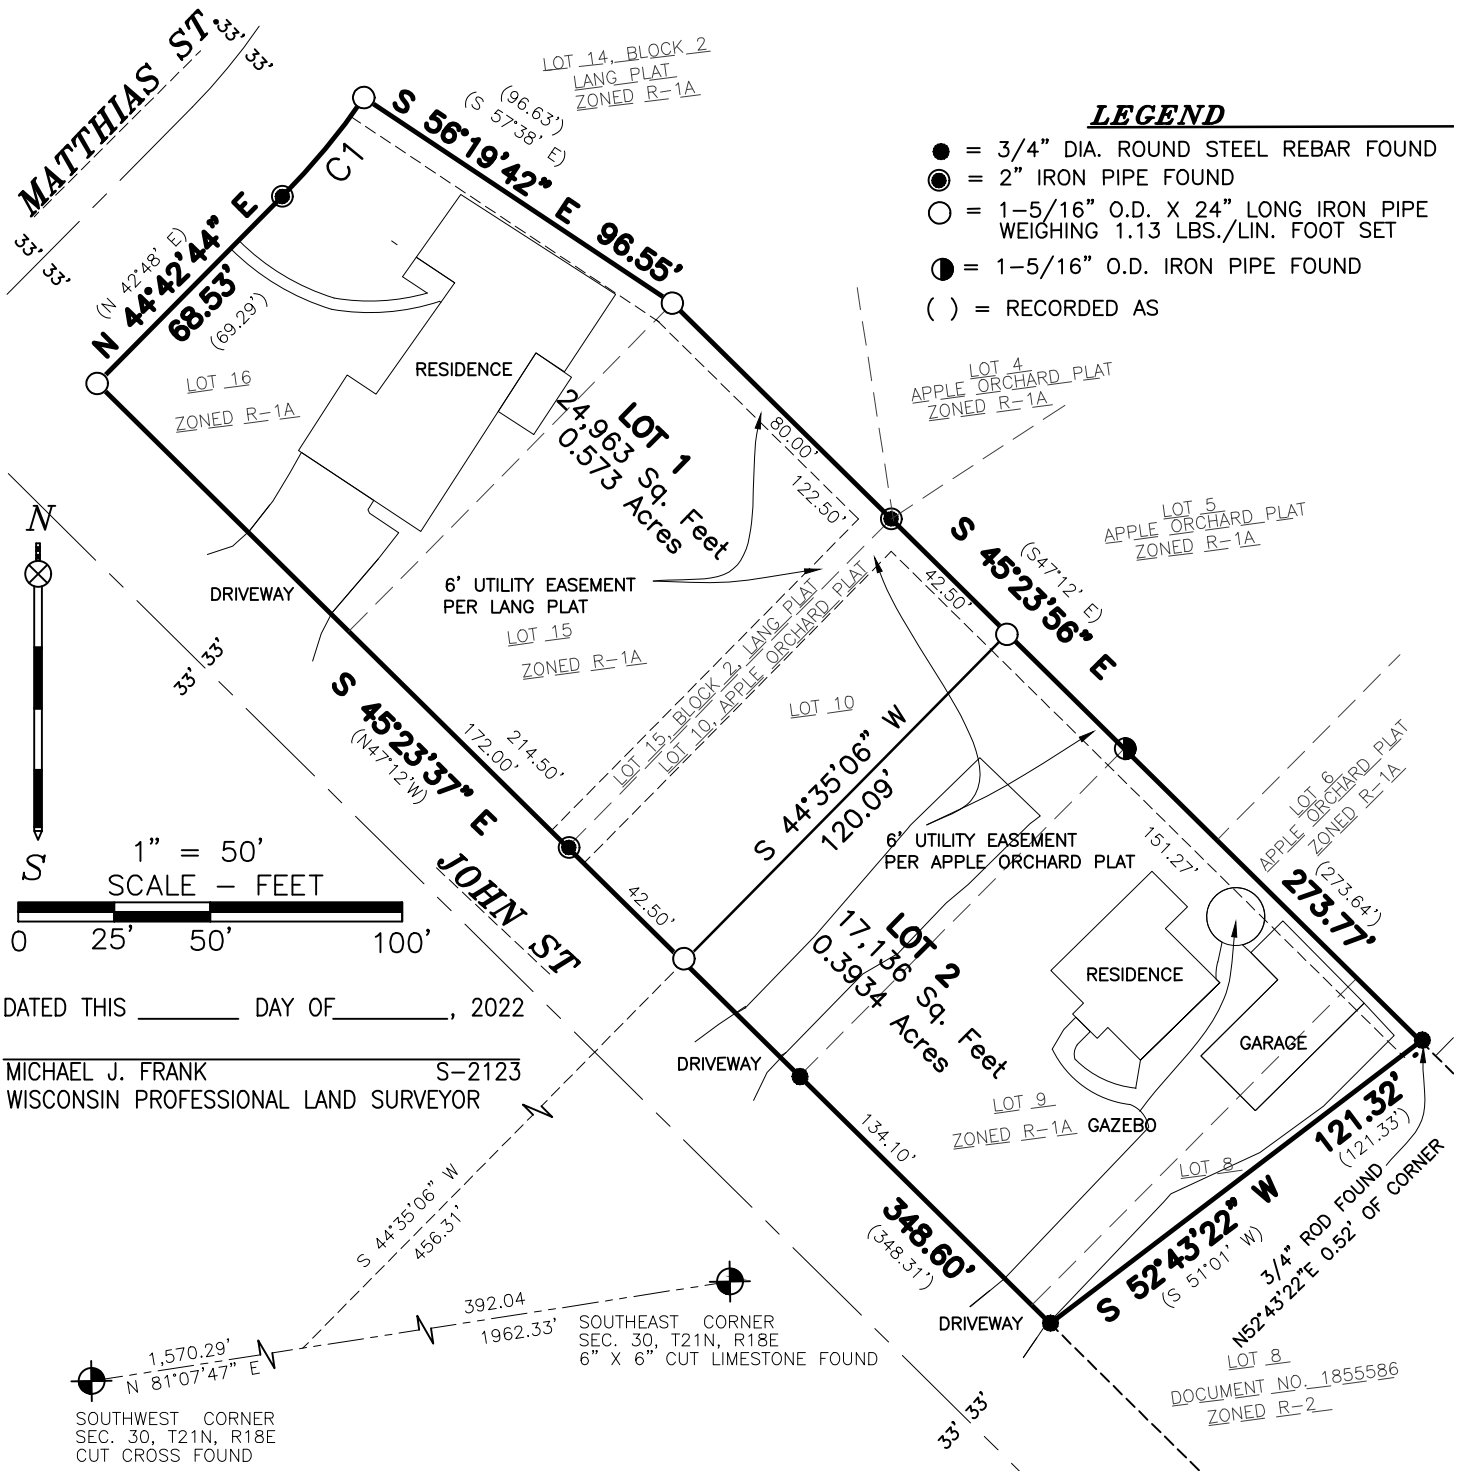 MATTHIAS ST.
33' 33'
33' 33'
LOT 14, BLOCK 2
LANG PLAT
ZONED R-1A
(96.63')
(S 57°38' E)
S 56°19'42" E 96.55'
C1
(N 42°48' E)
N 44°42'44" E
68.53'
(69.29')
LEGEND
= 3/4" DIA. ROUND STEEL REBAR FOUND
= 2" IRON PIPE FOUND
= 1-5/16" O.D. X 24" LONG IRON PIPE
WEIGHING 1.13 LBS./LIN. FOOT SET
= 1-5/16" O.D. IRON PIPE FOUND
( ) = RECORDED AS
LOT 16
ZONED R-1A
RESIDENCE
LOT 1
24,963 Sq. Feet
0.573 Acres
80.00'
122.50'
LOT 4
APPLE ORCHARD PLAT
ZONED R-1A
LOT 5
APPLE ORCHARD PLAT
ZONED R-1A
N
S
DRIVEWAY
6' UTILITY EASEMENT
PER LANG PLAT
LOT 15
ZONED R-1A
LOT 15, BLOCK 2, LANG PLAT
LOT 10, APPLE ORCHARD PLAT
42.50'
(S47°12' E)
S 45°23'56" E
33' 33'
S 45°23'37" E
(N47°12'W)
172.00'
214.50'
LOT 10
S 44°35'06" W
120.09'
6' UTILITY EASEMENT
PER APPLE ORCHARD PLAT
151.27'
LOT 6
APPLE ORCHARD PLAT
ZONED R-1A
(273.64')
273.77'
1" = 50'
SCALE - FEET
0 25' 50' 100'
JOHN ST
42.50'
LOT 2
17,136 Sq. Feet
0.3934 Acres
RESIDENCE
GARAGE
DATED THIS DAY OF , 2022
MICHAEL J. FRANK S-2123
WISCONSIN PROFESSIONAL LAND SURVEYOR
DRIVEWAY
134.10'
LOT 9
ZONED R-1A
GAZEBO
LOT 8
121.32'
(121.33')
S 52°43'22" W
(S 51°01' W)
3/4" ROD FOUND
N52°43'22"E 0.52' OF CORNER
348.60'
(348.31')
DRIVEWAY
S 44°35'06" W
456.31'
392.04
1962.33'
1,570.29'
N 81°07'47" E
SOUTHEAST CORNER
SEC. 30, T21N, R18E
6" X 6" CUT LIMESTONE FOUND
SOUTHWEST CORNER
SEC. 30, T21N, R18E
CUT CROSS FOUND
33' 33'
LOT 8
DOCUMENT NO. 1855586
ZONED R-2